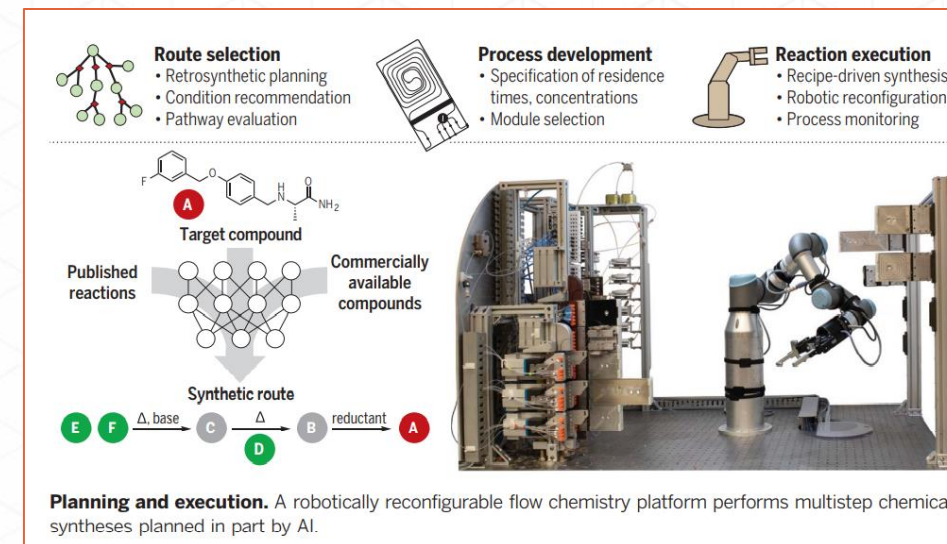 Route selection
• Retrosynthetic planning
• Condition recommendation
• Pathway evaluation
Process development
• Specification of residence
times, concentrations
• Module selection
Reaction execution
• Recipe-driven synthesis
• Robotic reconfiguration
• Process monitoring
F
O
H
N
O
NH2
A
Target compound
Published
reactions
Commercially
available
compounds
Synthetic route
E F Δ, base C Δ B reductant A
D
Planning and execution. A robotically reconfigurable flow chemistry platform performs multistep chemica
syntheses planned in part by AI.